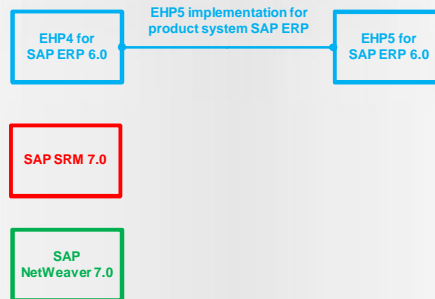 EHP5 implementation for
product system SAP ERP
EHP4 for
SAP ERP 6.0
EHP5 for
SAP ERP 6.0
SAP SRM 7.0
SAP
NetWeaver 7.0